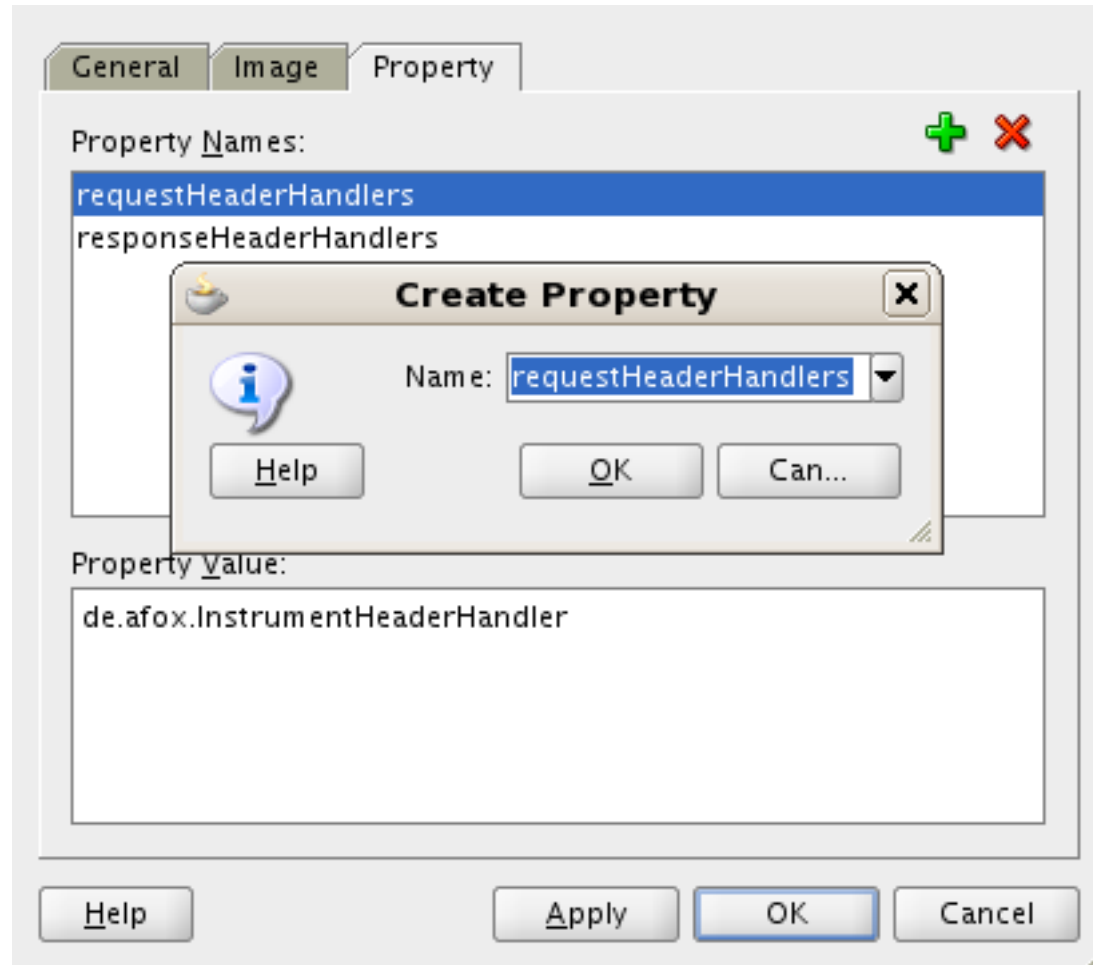 General Image Property
Property Names:
requestHeaderHandlers
responseHeaderHandlers
Create Property
Name: requestHeaderHandlers
Help OK Can...
Property Value:
de.afox.InstrumentHeaderHandler
Help Apply OK Cancel